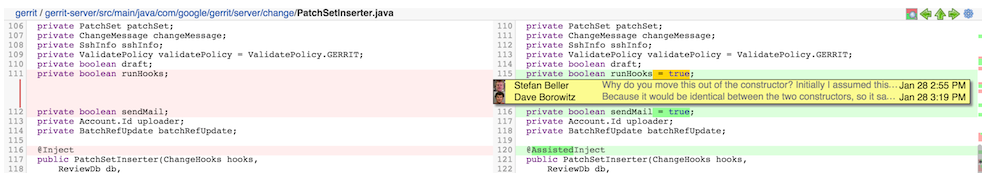 gerrit / gerrit-server/src/main/java/com/google/gerrit/server/change/PatchSetInserter.java
106 private PatchSet patchSet;
107 private ChangeMessage changeMessage;
108 private SshInfo sshInfo;
109 private ValidatePolicy validatePolicy = ValidatePolicy.GERRIT;
110 private boolean draft;
111 private boolean runHooks;
112 private boolean sendMail;
113 private Account.Id uploader;
114 private BatchRefUpdate batchRefUpdate;
115
116 @Inject
117 public PatchSetInserter(ChangeHooks hooks,
118 ReviewDb db,
110 private PatchSet patchSet;
111 private ChangeMessage changeMessage;
112 private SshInfo sshInfo;
113 private ValidatePolicy validatePolicy = ValidatePolicy.GERRIT;
114 private boolean draft;
115 private boolean runHooks = true;
Stefan Beller Why do you move this out of the constructor? Initially I assumed this... Jan 28 2:55 PM
Dave Borowitz Because it would be identical between the two constructors, so it sa... Jan 28 3:19 PM
116 private boolean sendMail = true;
117 private Account.Id uploader;
118 private BatchRefUpdate batchRefUpdate;
119
120 @AssistedInject
121 public PatchSetInserter(ChangeHooks hooks,
122 ReviewDb db,